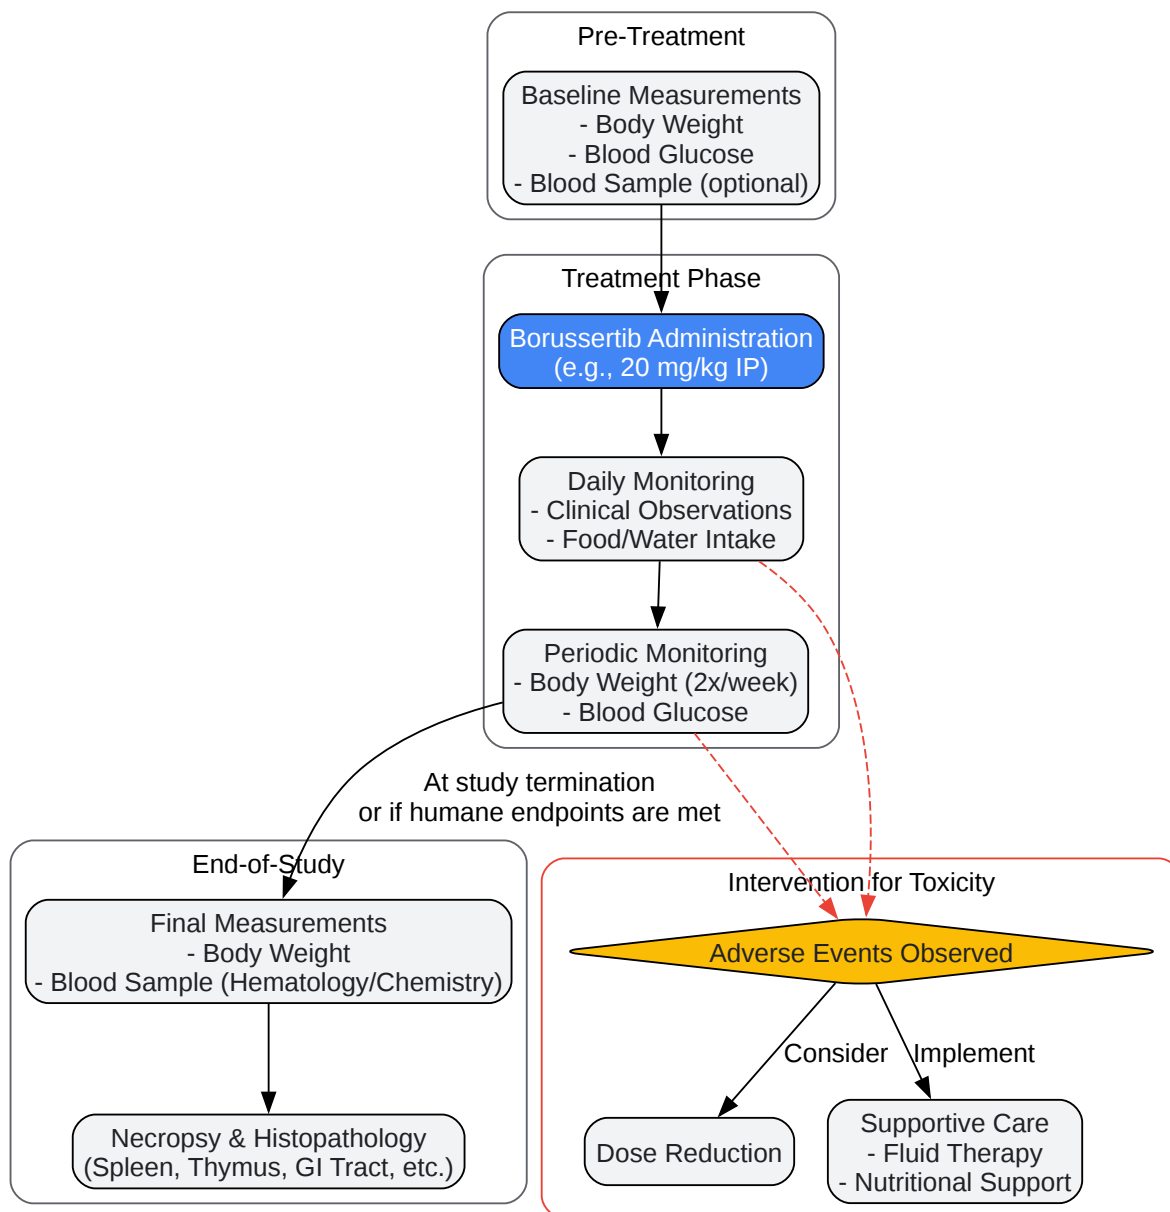 Pre-Treatment
Baseline Measurements
- Body Weight
- Blood Glucose
- Blood Sample (optional)
Treatment Phase
Borussertib Administration
(e.g., 20 mg/kg IP)
Daily Monitoring
- Clinical Observations
- Food/Water Intake
Periodic Monitoring
- Body Weight (2x/week)
- Blood Glucose
At study termination
or if humane endpoints are met
End-of-Study
Final Measurements
- Body Weight
- Blood Sample (Hematology/Chemistry)
Necropsy & Histopathology
(Spleen, Thymus, GI Tract, etc.)
Intervention for Toxicity
Adverse Events Observed
Consider
Implement
Dose Reduction
Supportive Care
- Fluid Therapy
- Nutritional Support